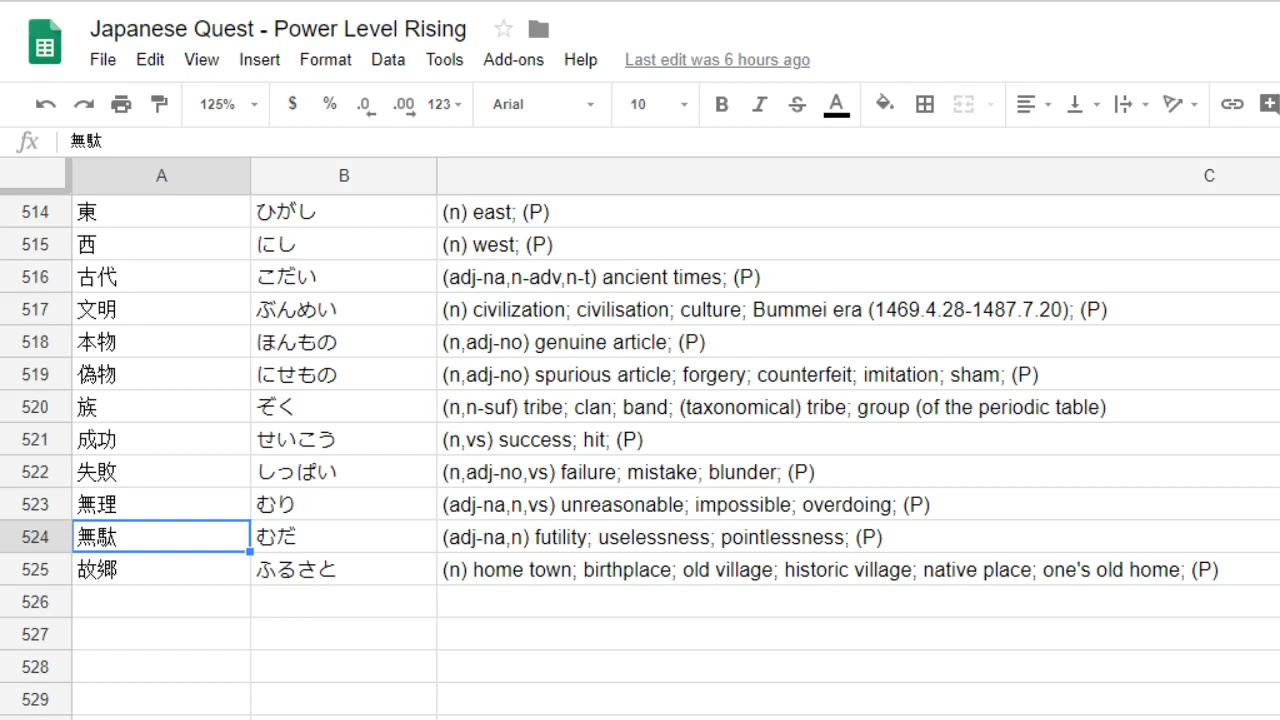 Japanese Quest - Power Level Rising
File Edit View Insert Format Data Tools Add-ons Help Last edit was 6 hours ago
125% $ % .0 .00 123 Arial 10 B I S A
fx 無駄
A B C
514 東 ひがし (n) east; (P)
515 西 にし (n) west; (P)
516 古代 こだい (adj-na,n-adv,n-t) ancient times; (P)
517 文明 ぶんめい (n) civilization; civilisation; culture; Bummei era (1469.4.28-1487.7.20); (P)
518 本物 ほんもの (n,adj-no) genuine article; (P)
519 偽物 にせもの (n,adj-no) spurious article; forgery; counterfeit; imitation; sham; (P)
520 族 ぞく (n,n-suf) tribe; clan; band; (taxonomical) tribe; group (of the periodic table)
521 成功 せいこう (n,vs) success; hit; (P)
522 失敗 しっぱい (n,adj-no,vs) failure; mistake; blunder; (P)
523 無理 むり (adj-na,n,vs) unreasonable; impossible; overdoing; (P)
524 無駄 むだ (adj-na,n) futility; uselessness; pointlessness; (P)
525 故郷 ふるさと (n) home town; birthplace; old village; historic village; native place; one's old home; (P)
526
527
528
529